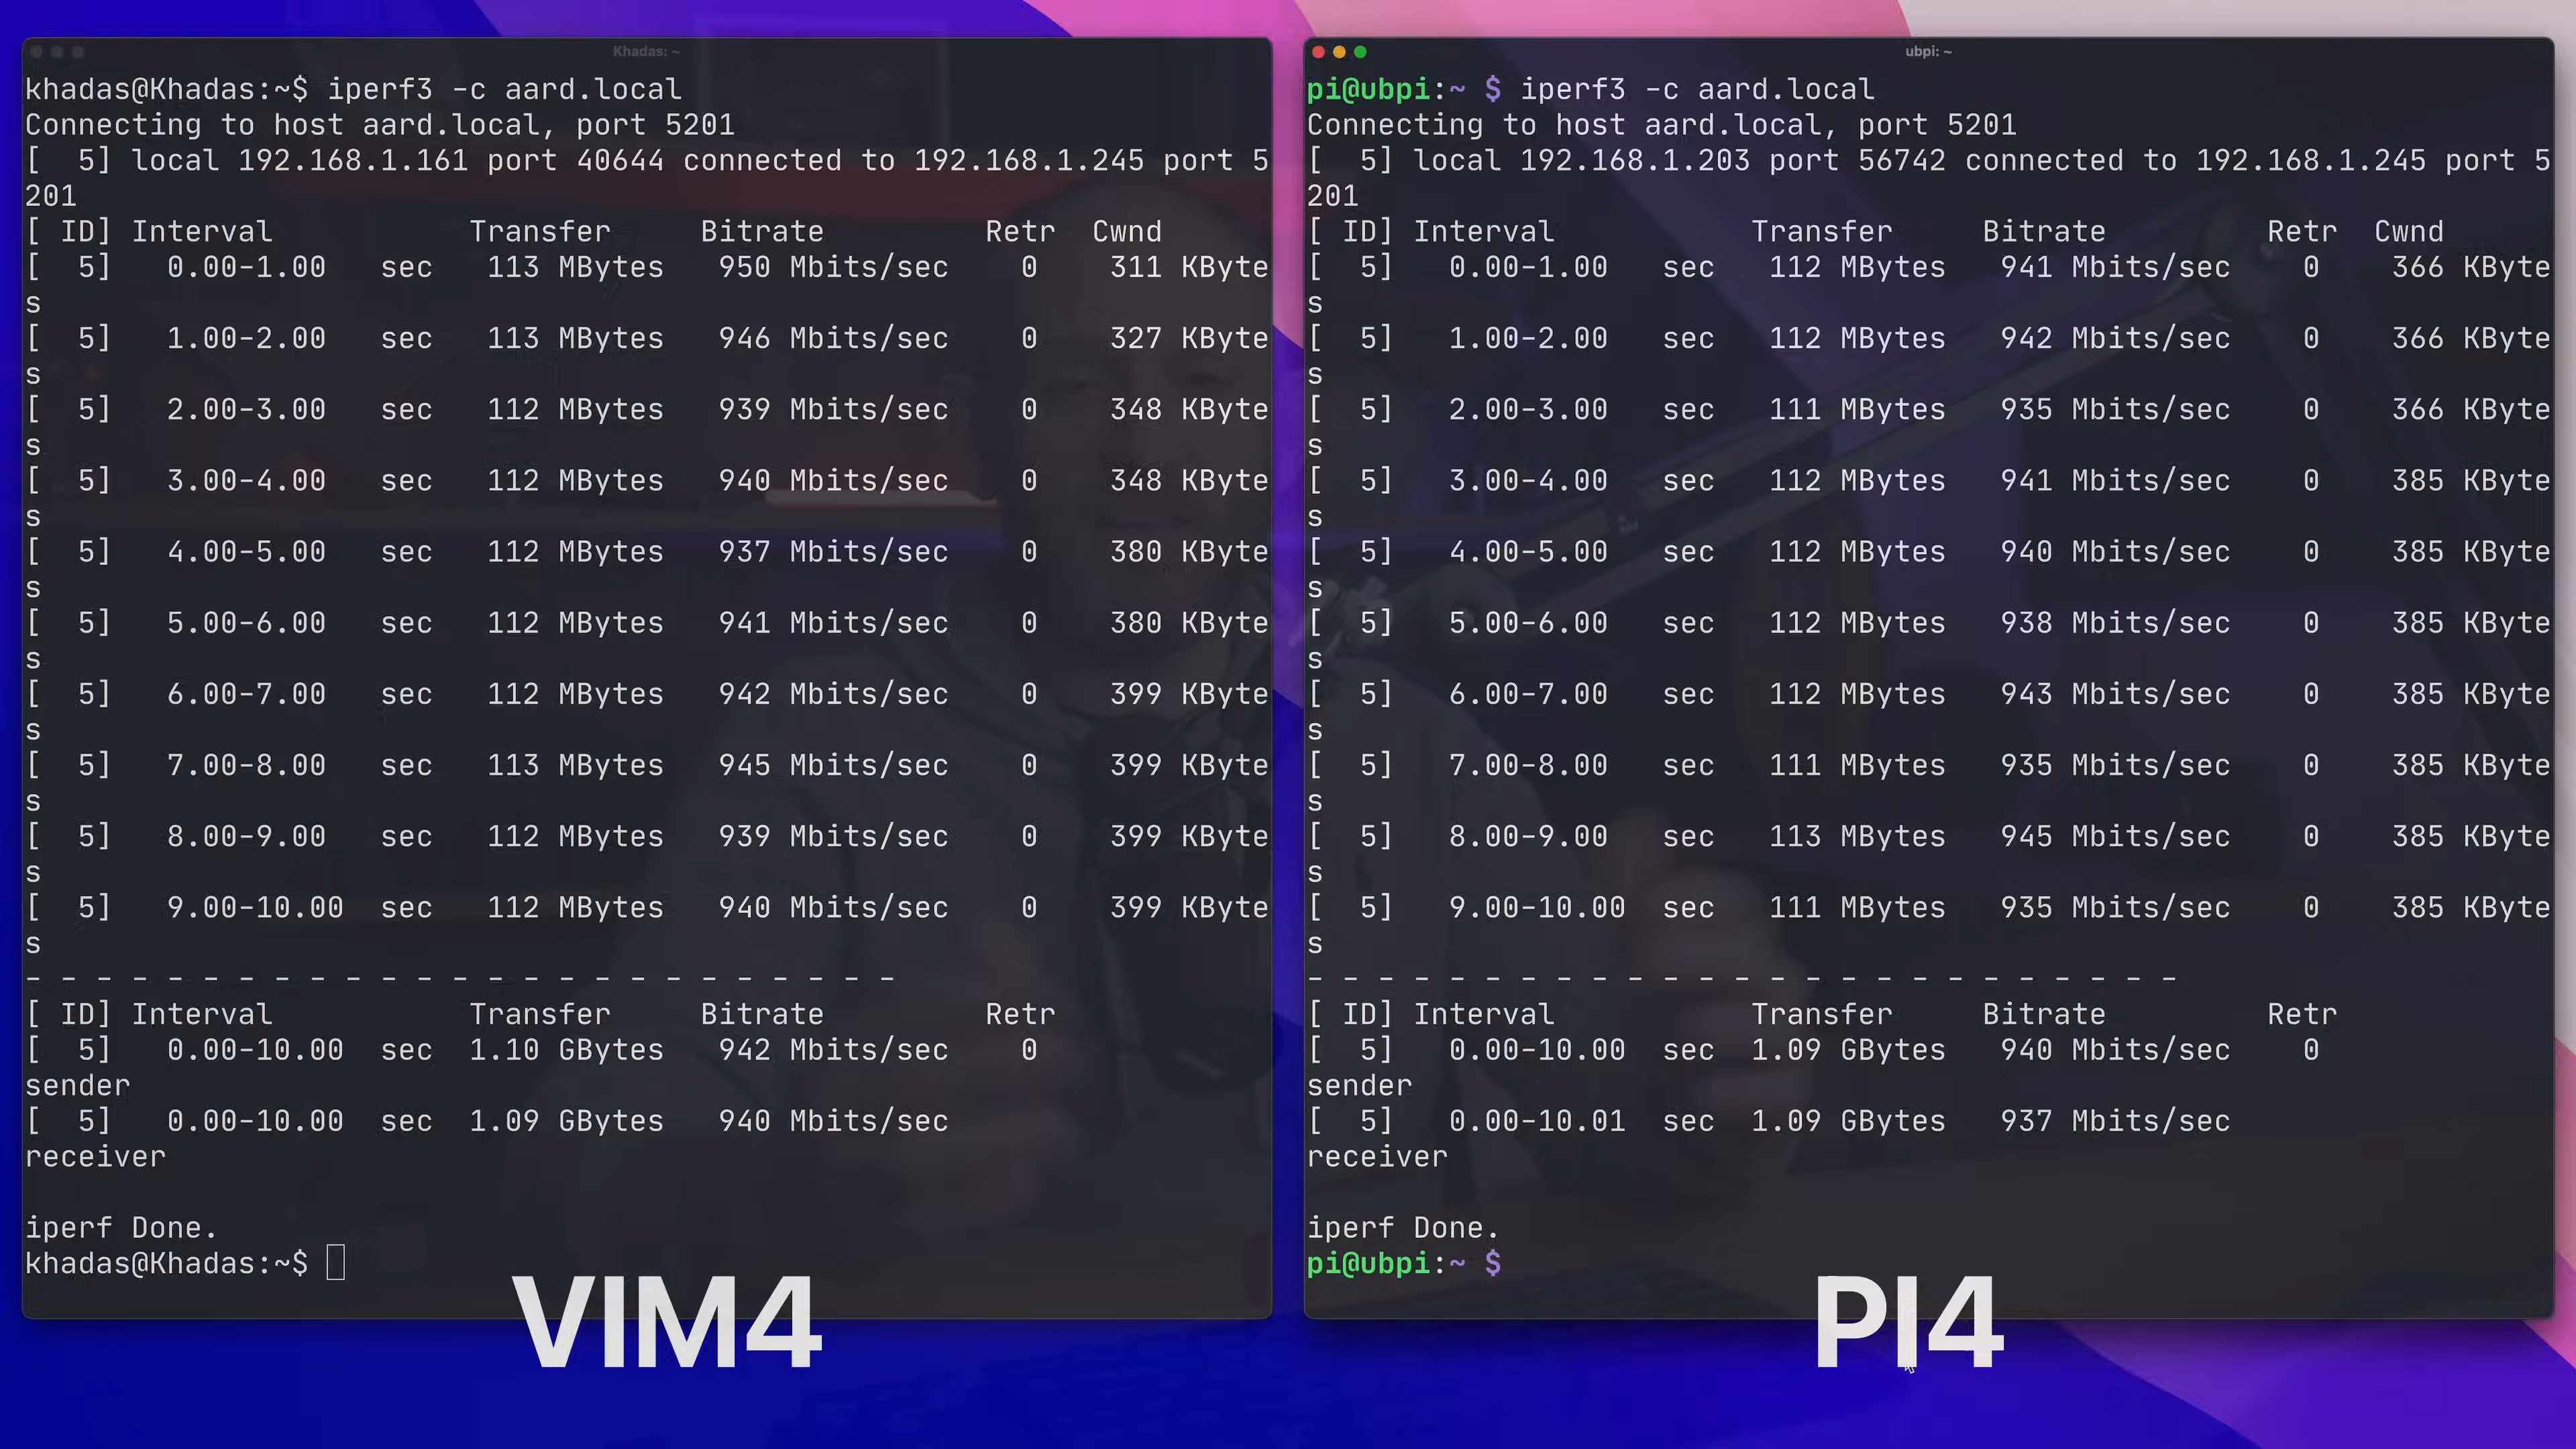 Khadas: ~
khadas@Khadas:~$ iperf3 -c aard.local
Connecting to host aard.local, port 5201
[  5] local 192.168.1.161 port 40644 connected to 192.168.1.245 port 5
201
[ ID] Interval           Transfer     Bitrate         Retr  Cwnd
[  5]   0.00-1.00   sec   113 MBytes   950 Mbits/sec    0    311 KByte
s
[  5]   1.00-2.00   sec   113 MBytes   946 Mbits/sec    0    327 KByte
s
[  5]   2.00-3.00   sec   112 MBytes   939 Mbits/sec    0    348 KByte
s
[  5]   3.00-4.00   sec   112 MBytes   940 Mbits/sec    0    348 KByte
s
[  5]   4.00-5.00   sec   112 MBytes   937 Mbits/sec    0    380 KByte
s
[  5]   5.00-6.00   sec   112 MBytes   941 Mbits/sec    0    380 KByte
s
[  5]   6.00-7.00   sec   112 MBytes   942 Mbits/sec    0    399 KByte
s
[  5]   7.00-8.00   sec   113 MBytes   945 Mbits/sec    0    399 KByte
s
[  5]   8.00-9.00   sec   112 MBytes   939 Mbits/sec    0    399 KByte
s
[  5]   9.00-10.00  sec   112 MBytes   940 Mbits/sec    0    399 KByte
s
- - - - - - - - - - - - - - - - - - - - - - - - -
[ ID] Interval           Transfer     Bitrate         Retr
[  5]   0.00-10.00  sec  1.10 GBytes   942 Mbits/sec    0
sender
[  5]   0.00-10.00  sec  1.09 GBytes   940 Mbits/sec
receiver

iperf Done.
khadas@Khadas:~$
VIM4
ubpi: ~
pi@ubpi:~ $ iperf3 -c aard.local
Connecting to host aard.local, port 5201
[  5] local 192.168.1.203 port 56742 connected to 192.168.1.245 port 5
201
[ ID] Interval           Transfer     Bitrate         Retr  Cwnd
[  5]   0.00-1.00   sec   112 MBytes   941 Mbits/sec    0    366 KByte
s
[  5]   1.00-2.00   sec   112 MBytes   942 Mbits/sec    0    366 KByte
s
[  5]   2.00-3.00   sec   111 MBytes   935 Mbits/sec    0    366 KByte
s
[  5]   3.00-4.00   sec   112 MBytes   941 Mbits/sec    0    385 KByte
s
[  5]   4.00-5.00   sec   112 MBytes   940 Mbits/sec    0    385 KByte
s
[  5]   5.00-6.00   sec   112 MBytes   938 Mbits/sec    0    385 KByte
s
[  5]   6.00-7.00   sec   112 MBytes   943 Mbits/sec    0    385 KByte
s
[  5]   7.00-8.00   sec   111 MBytes   935 Mbits/sec    0    385 KByte
s
[  5]   8.00-9.00   sec   113 MBytes   945 Mbits/sec    0    385 KByte
s
[  5]   9.00-10.00  sec   111 MBytes   935 Mbits/sec    0    385 KByte
s
- - - - - - - - - - - - - - - - - - - - - - - - -
[ ID] Interval           Transfer     Bitrate         Retr
[  5]   0.00-10.00  sec  1.09 GBytes   940 Mbits/sec    0
sender
[  5]   0.00-10.01  sec  1.09 GBytes   937 Mbits/sec
receiver

iperf Done.
pi@ubpi:~ $
PI4